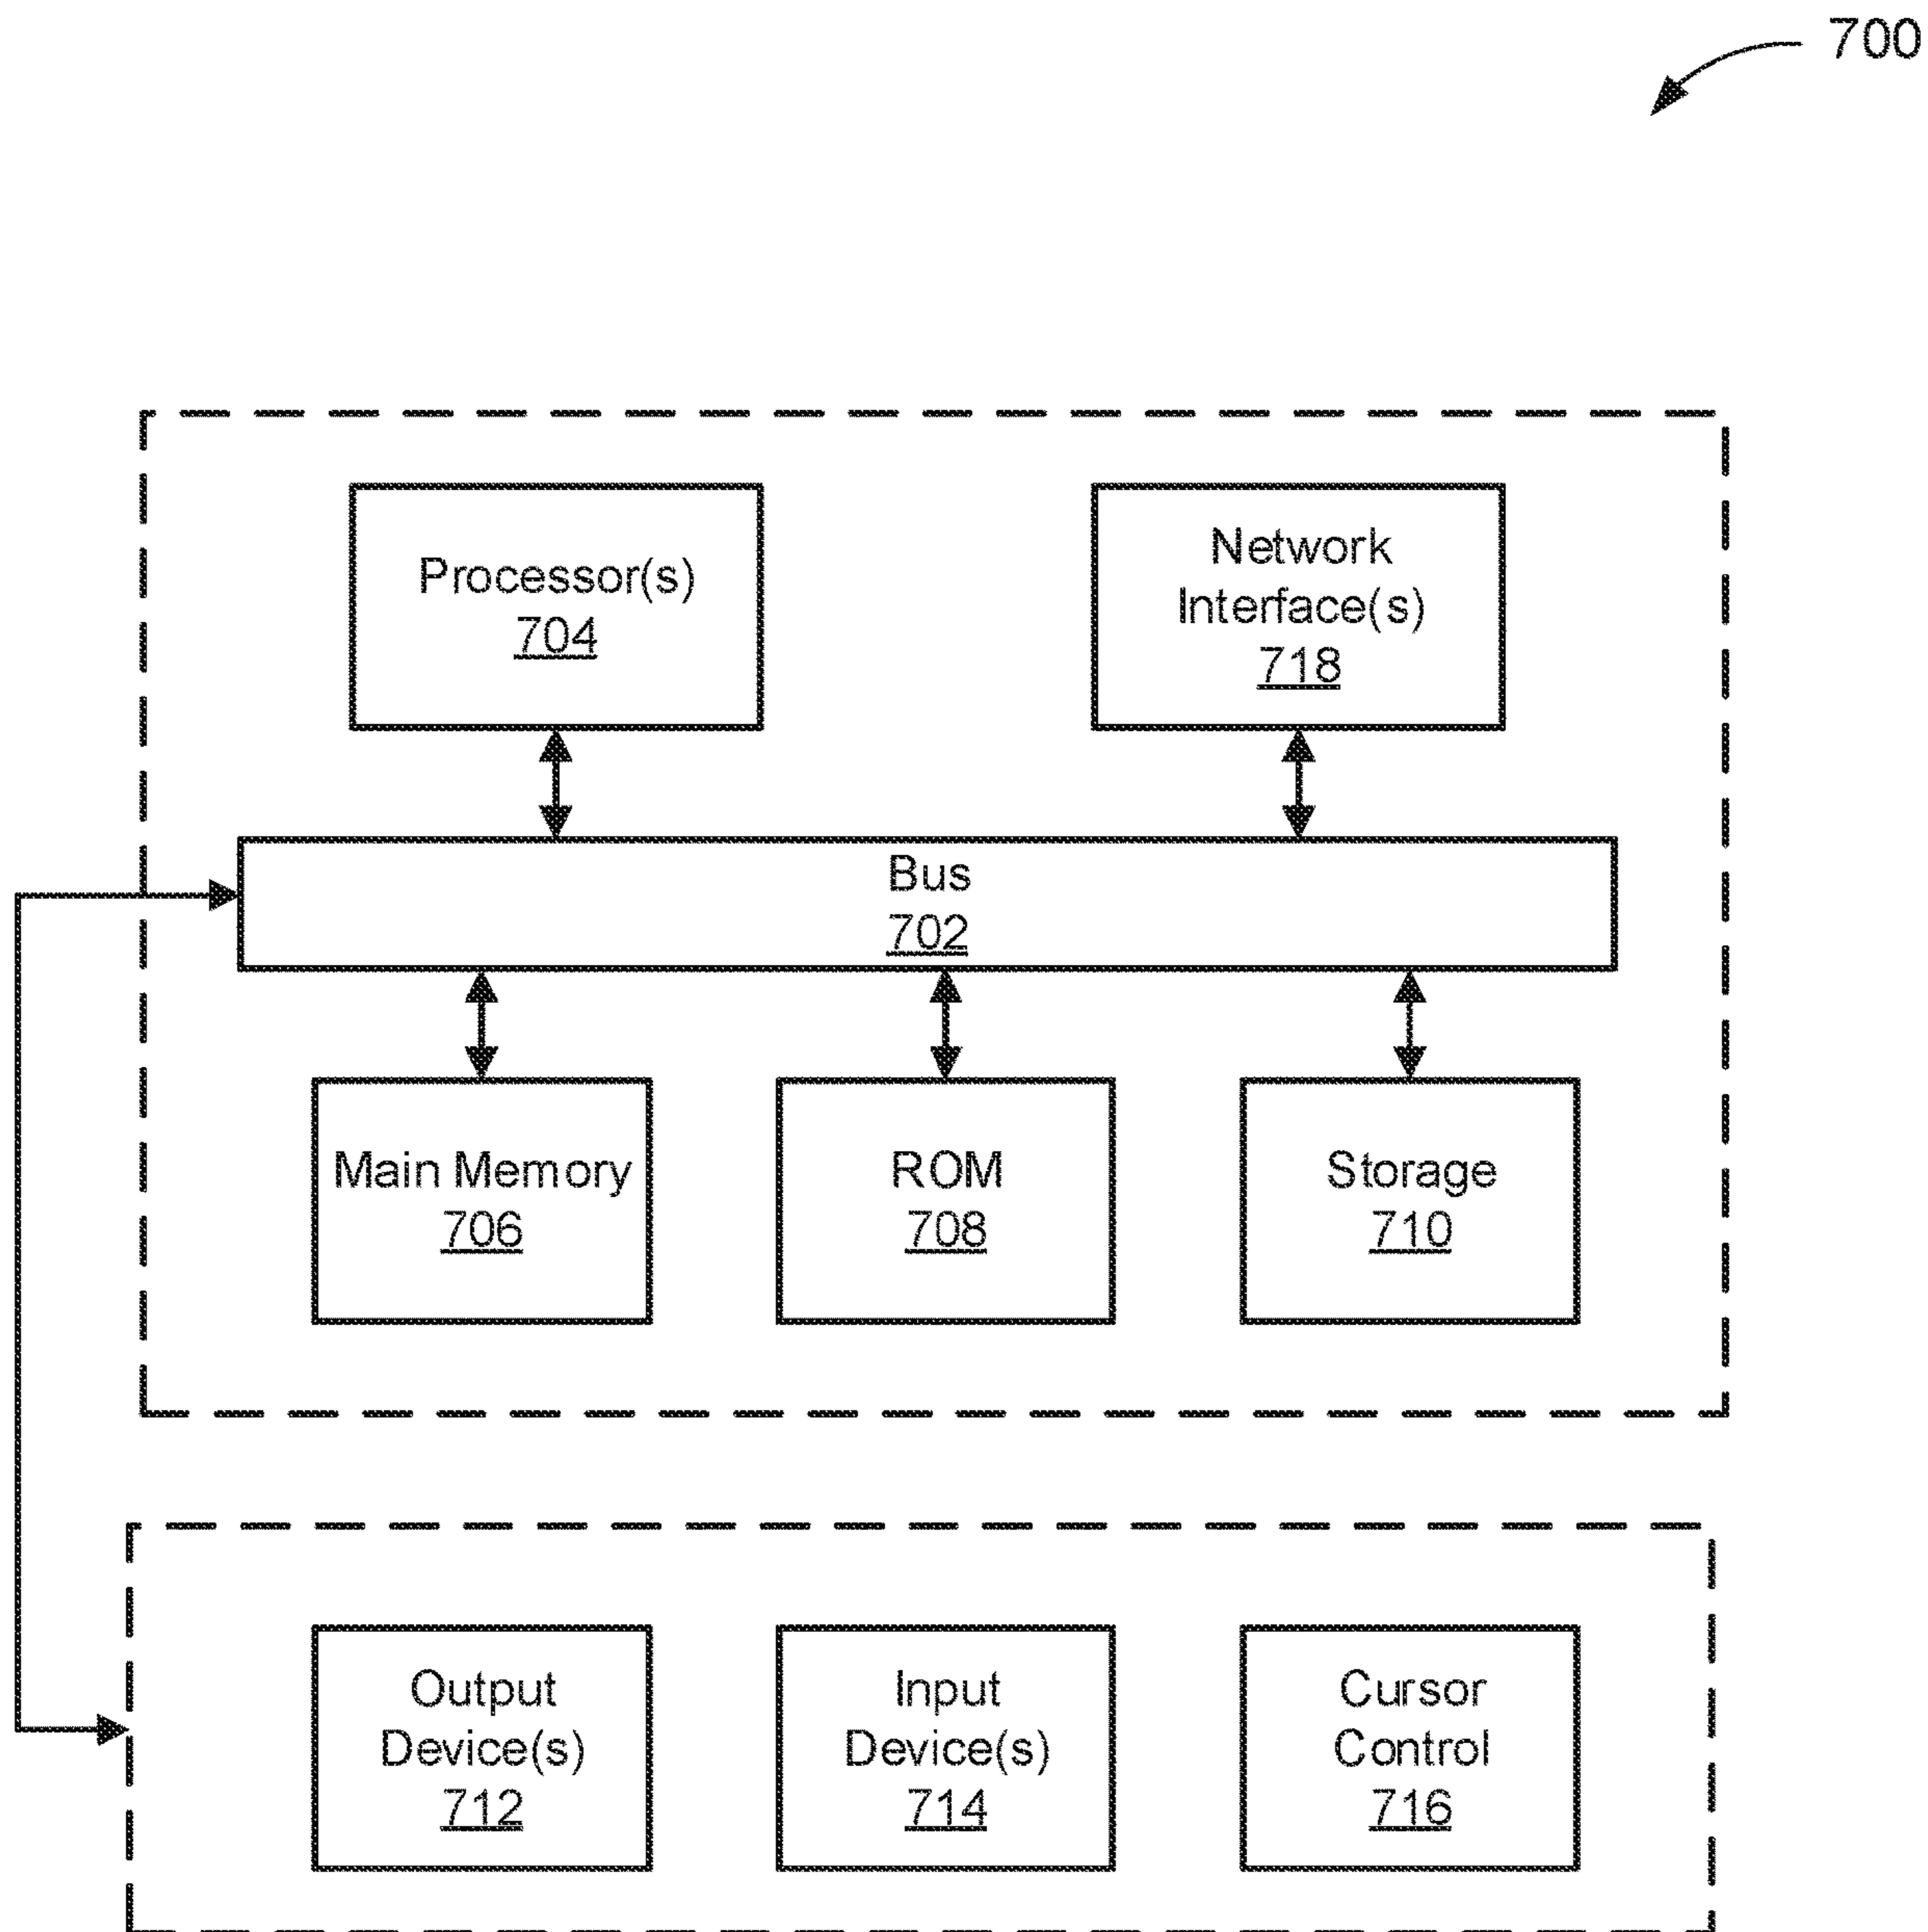 700
Processor(s)
704
Network
Interface(s)
718
Bus
702
Main Memory
706
ROM
708
Storage
710
Output
Device(s)
712
Input
Device(s)
714
Cursor
Control
716